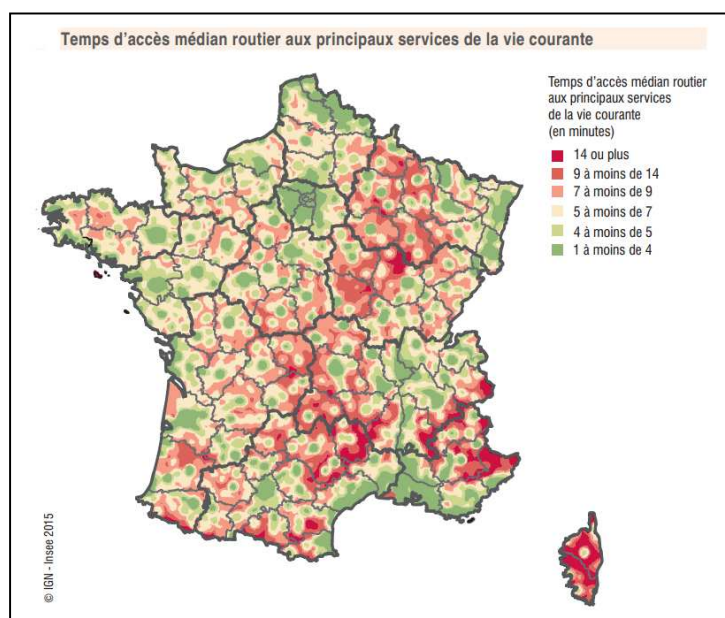 Temps d'accès médian routier aux principaux services de la vie courante
Temps d'accès médian routier
aux principaux services
de la vie courante
(en minutes)
14 ou plus
9 à moins de 14
7 à moins de 9
5 à moins de 7
4 à moins de 5
1 à moins de 4
© IGN - Insee 2015